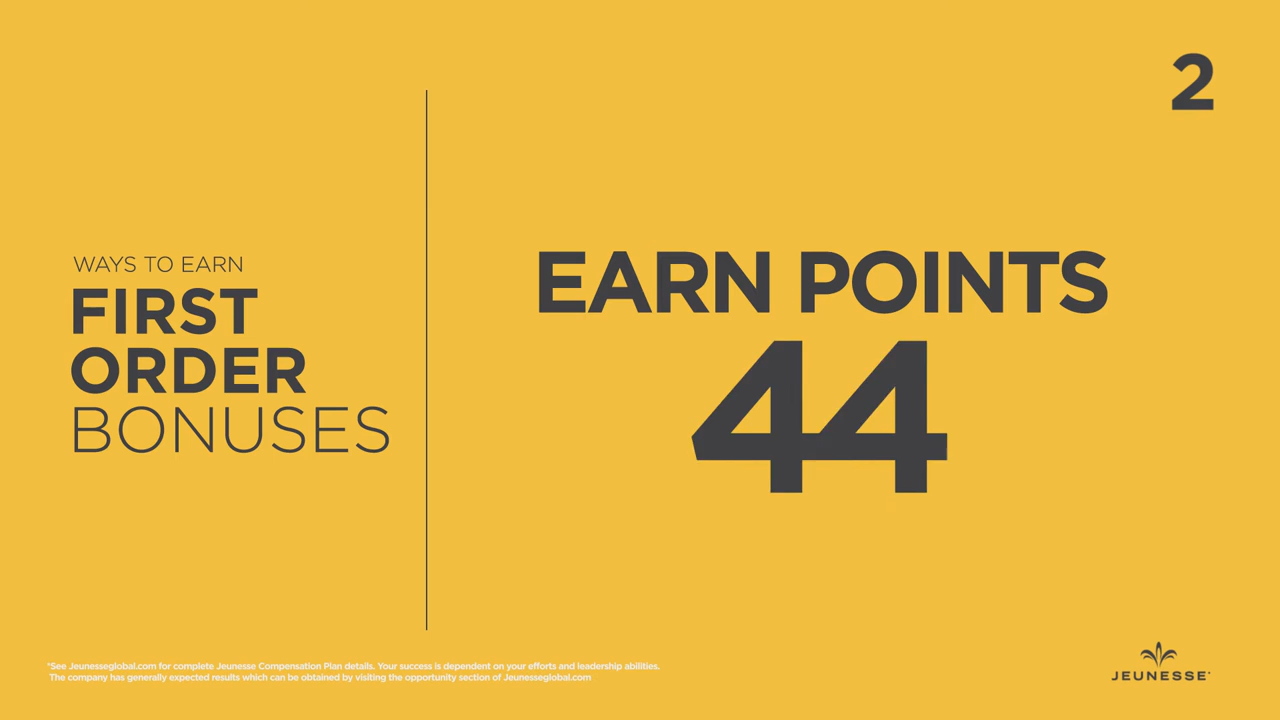 2
WAYS TO EARN
FIRST
ORDER
BONUSES
EARN POINTS
44
*See Jeunesseglobal.com for complete Jeunesse Compensation Plan details. Your success is dependent on your efforts and leadership abilities.
The company has generally expected results which can be obtained by visiting the opportunity section of Jeunesseglobal.com
JEUNESSE